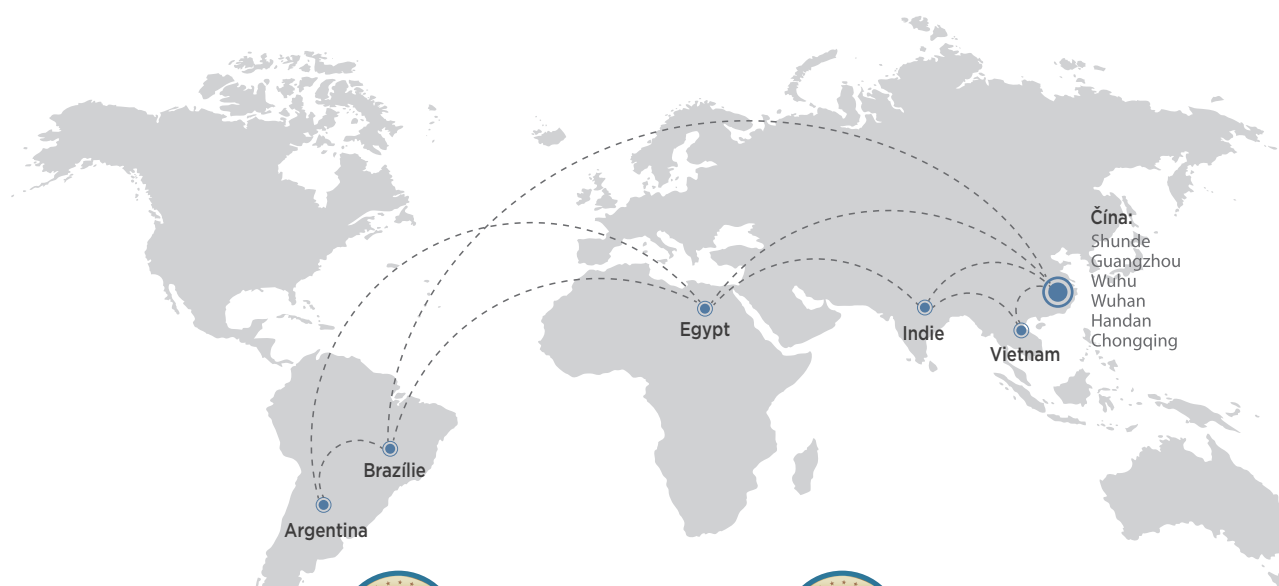 Čína:
Shunde
Guangzhou
Wuhu
Wuhan
Handan
Chongqing
Egypt
Indie
Vietnam
Brazílie
Argentina